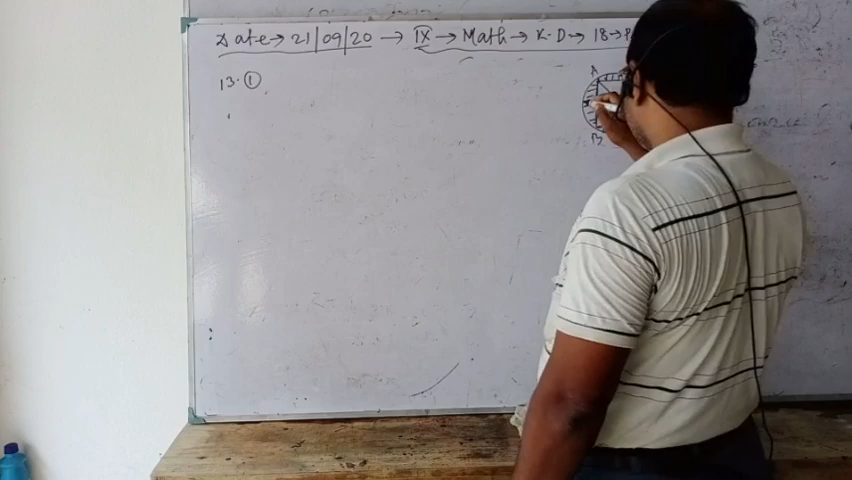 Date→ 21/09/20 → IX → Math → K.D→ 18→P
13. ①
A
B